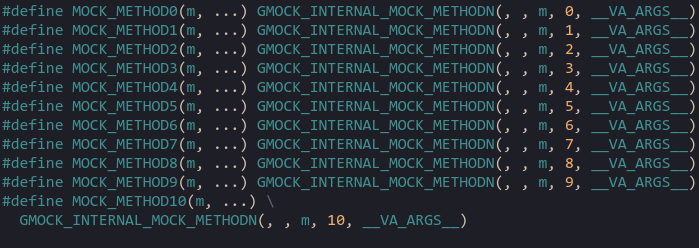 #define MOCK_METHOD0(m, ...) GMOCK_INTERNAL_MOCK_METHODN(, , m, 0, __VA_ARGS__)
#define MOCK_METHOD1(m, ...) GMOCK_INTERNAL_MOCK_METHODN(, , m, 1, __VA_ARGS__)
#define MOCK_METHOD2(m, ...) GMOCK_INTERNAL_MOCK_METHODN(, , m, 2, __VA_ARGS__)
#define MOCK_METHOD3(m, ...) GMOCK_INTERNAL_MOCK_METHODN(, , m, 3, __VA_ARGS__)
#define MOCK_METHOD4(m, ...) GMOCK_INTERNAL_MOCK_METHODN(, , m, 4, __VA_ARGS__)
#define MOCK_METHOD5(m, ...) GMOCK_INTERNAL_MOCK_METHODN(, , m, 5, __VA_ARGS__)
#define MOCK_METHOD6(m, ...) GMOCK_INTERNAL_MOCK_METHODN(, , m, 6, __VA_ARGS__)
#define MOCK_METHOD7(m, ...) GMOCK_INTERNAL_MOCK_METHODN(, , m, 7, __VA_ARGS__)
#define MOCK_METHOD8(m, ...) GMOCK_INTERNAL_MOCK_METHODN(, , m, 8, __VA_ARGS__)
#define MOCK_METHOD9(m, ...) GMOCK_INTERNAL_MOCK_METHODN(, , m, 9, __VA_ARGS__)
#define MOCK_METHOD10(m, ...) \
  GMOCK_INTERNAL_MOCK_METHODN(, , m, 10, __VA_ARGS__)